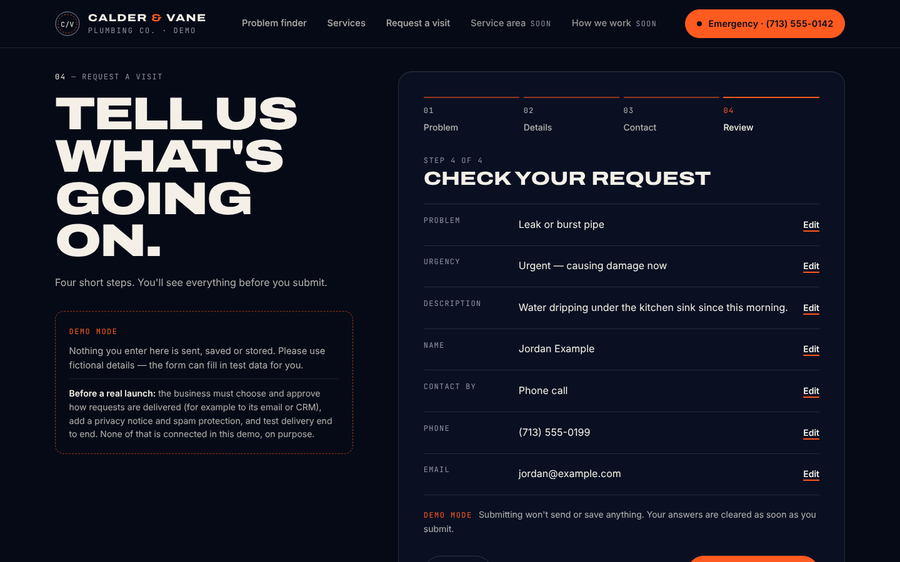 C/V
CALDER & VANE
PLUMBING CO. · DEMO
Problem finder
Services
Request a visit
Service area SOON
How we work SOON
Emergency · (713) 555-0142
04 — REQUEST A VISIT
TELL US
WHAT'S
GOING
ON.
Four short steps. You'll see everything before you submit.
DEMO MODE
Nothing you enter here is sent, saved or stored. Please use
fictional details — the form can fill in test data for you.
Before a real launch: the business must choose and approve
how requests are delivered (for example to its email or CRM),
add a privacy notice and spam protection, and test delivery end
to end. None of that is connected in this demo, on purpose.
01
Problem
02
Details
03
Contact
04
Review
STEP 4 OF 4
CHECK YOUR REQUEST
PROBLEM
Leak or burst pipe
Edit
URGENCY
Urgent — causing damage now
Edit
DESCRIPTION
Water dripping under the kitchen sink since this morning.
Edit
NAME
Jordan Example
Edit
CONTACT BY
Phone call
Edit
PHONE
(713) 555-0199
Edit
EMAIL
jordan@example.com
Edit
DEMO MODE Submitting won't send or save anything. Your answers are cleared as soon as you
submit.